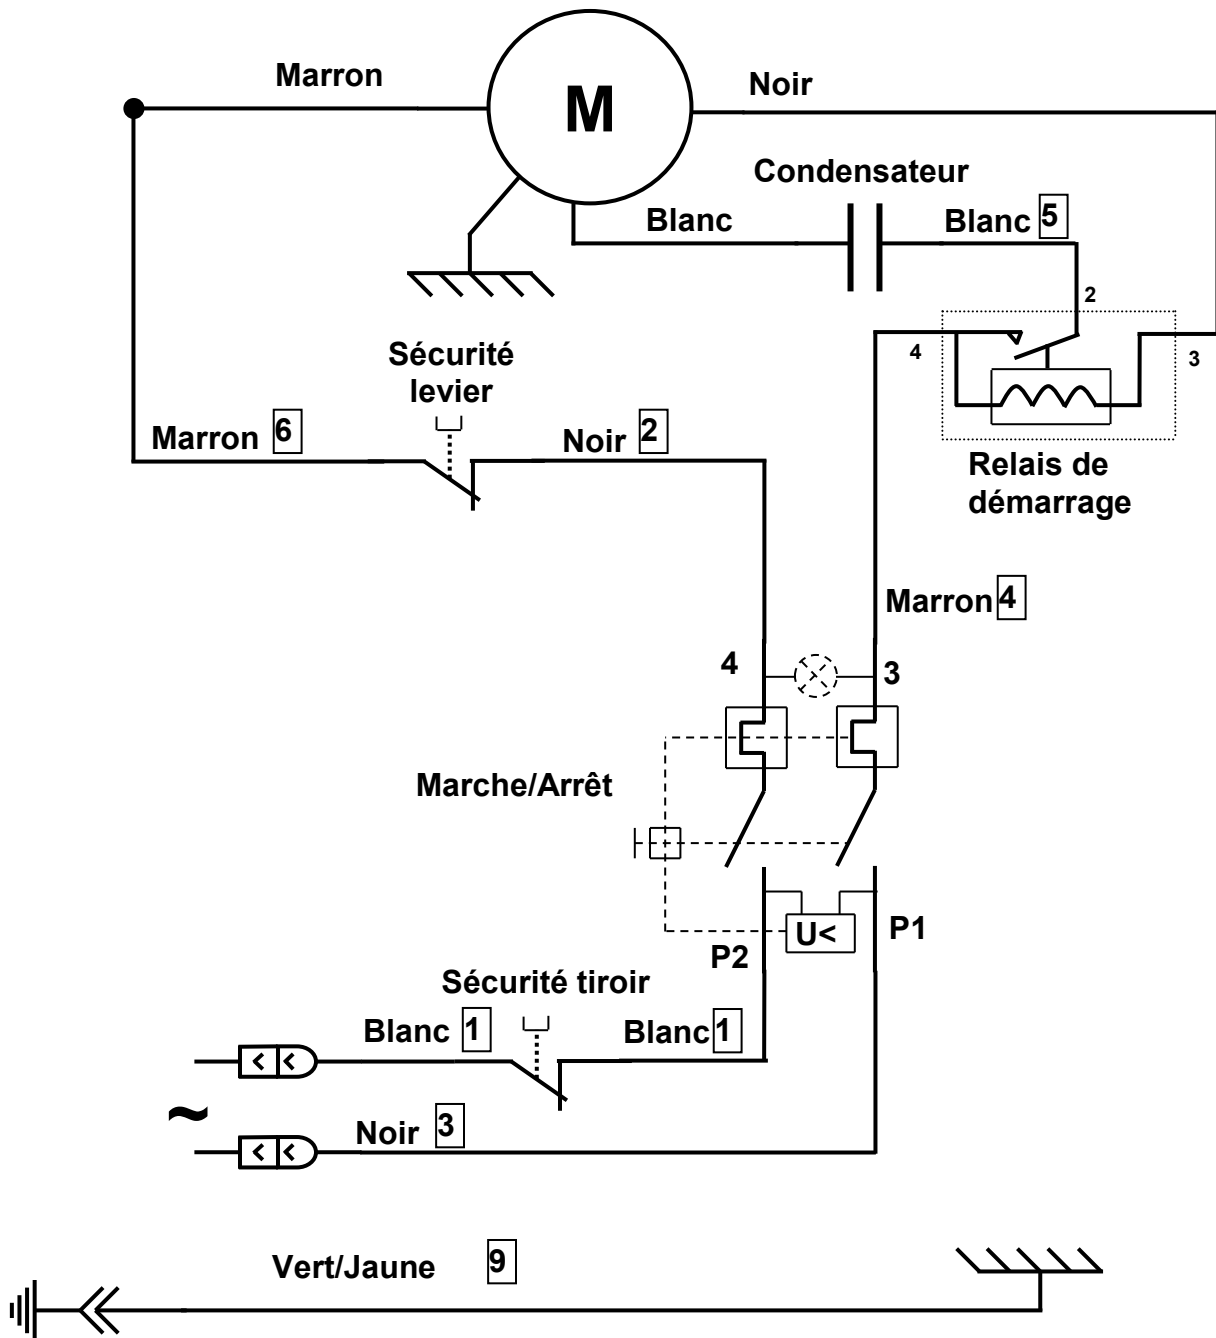 Marron
M
Noir
Condensateur
Blanc
Blanc 5
2
4
3
Sécurité
levier
Marron 6
Noir 2
Relais de
démarrage
Marron 4
4
3
Marche/Arrêt
U<
P1
P2
Sécurité tiroir
Blanc 1
Blanc 1
~
Noir 3
Vert/Jaune 9